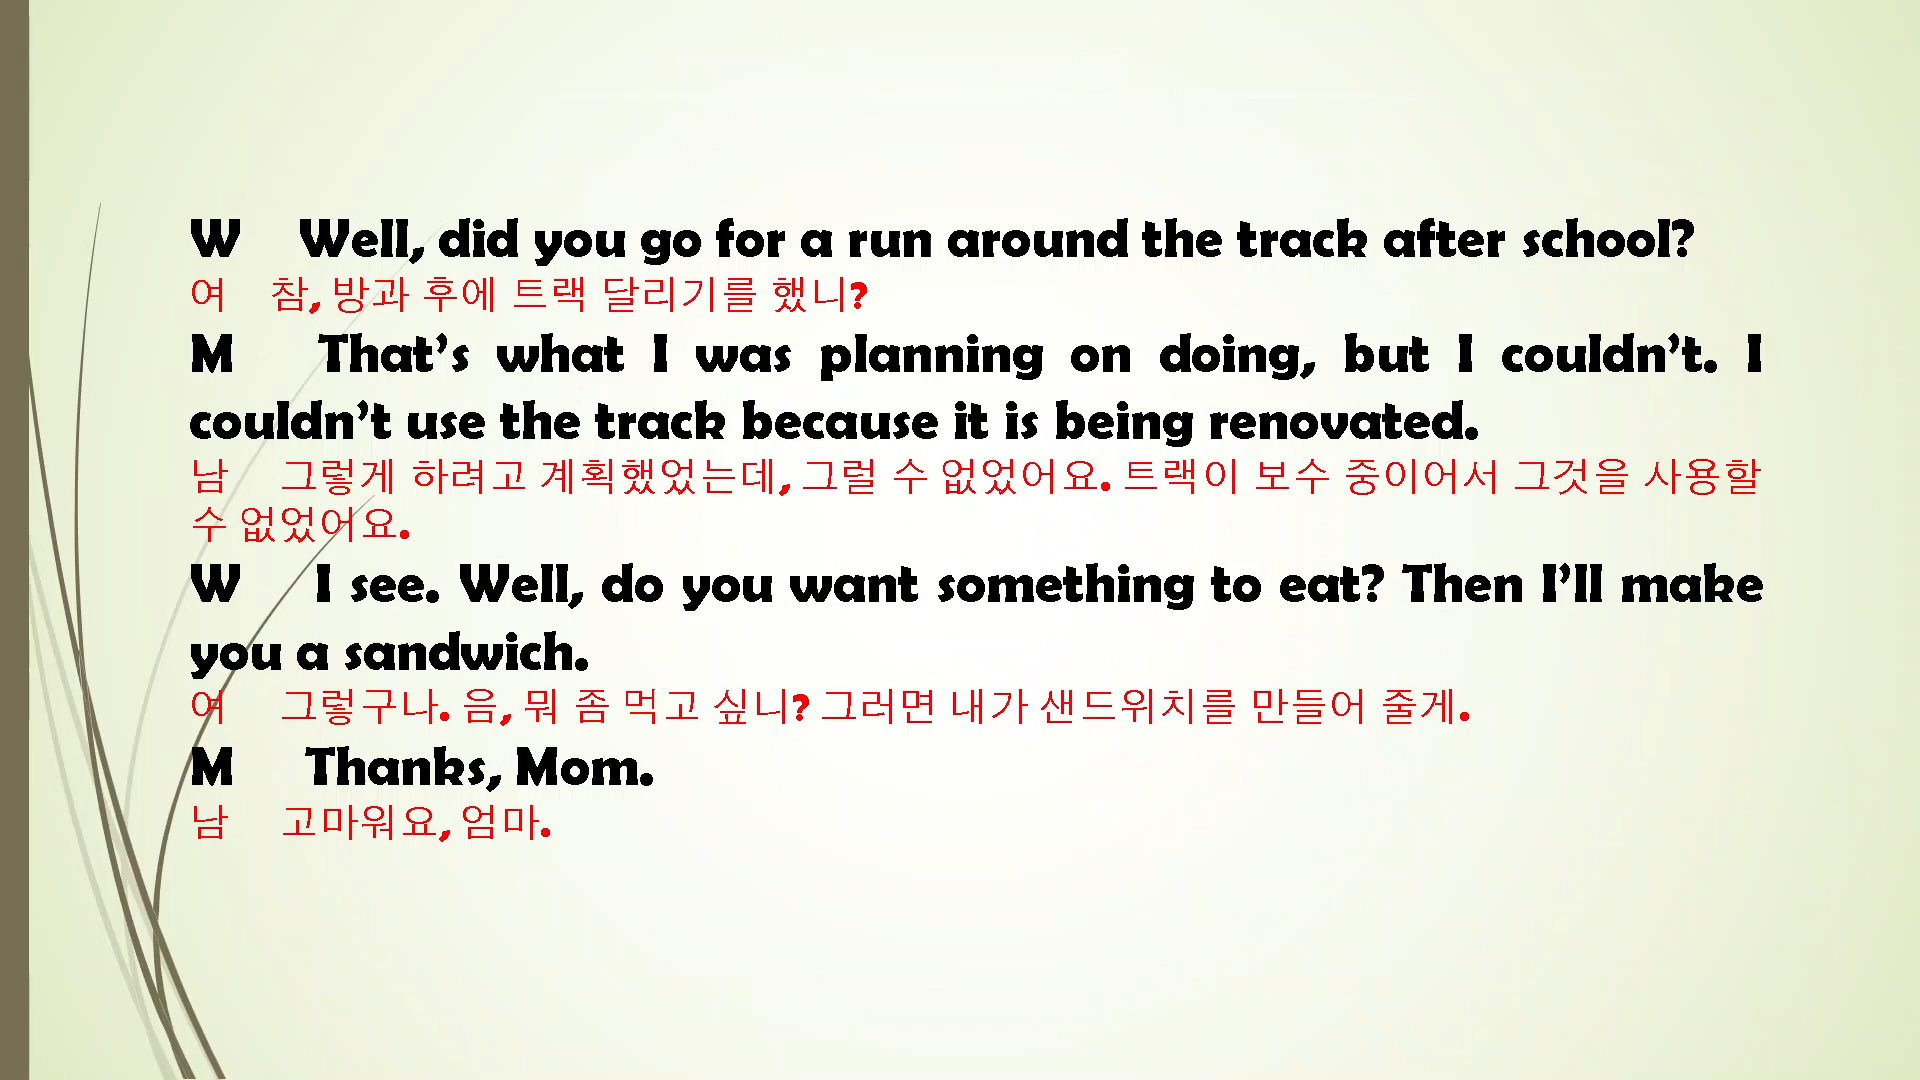 W Well, did you go for a run around the track after school?
여 참, 방과 후에 트랙 달리기를 했니?
M That’s what I was planning on doing, but I couldn’t. I
couldn’t use the track because it is being renovated.
남 그렇게 하려고 계획했었는데, 그럴 수 없었어요. 트랙이 보수 중이어서 그것을 사용할
수 없었어요.
W I see. Well, do you want something to eat? Then I’ll make
you a sandwich.
여 그렇구나. 음, 뭐 좀 먹고 싶니? 그러면 내가 샌드위치를 만들어 줄게.
M Thanks, Mom.
남 고마워요, 엄마.